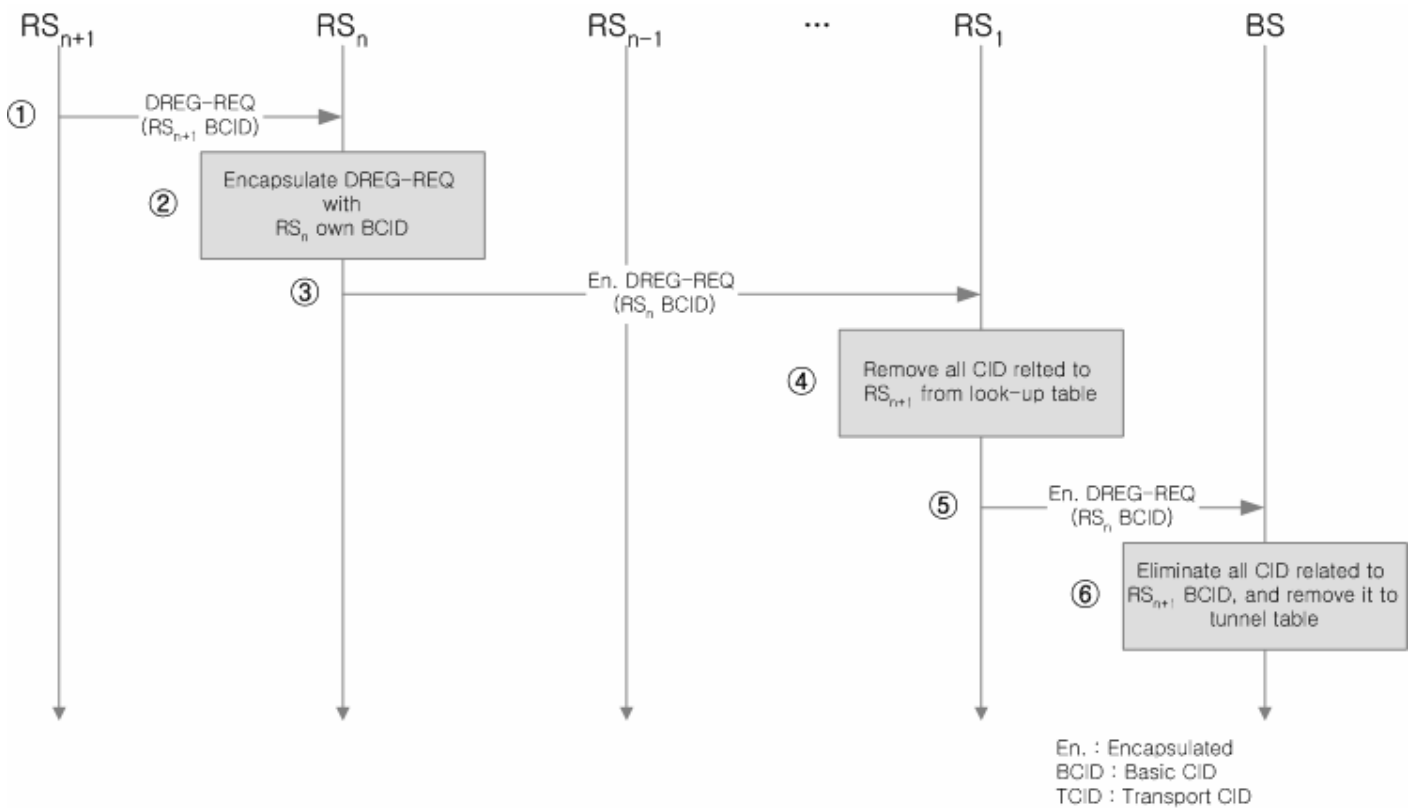 RSn+1 RSn RSn-1 ... RS1 BS
① DREG-REQ
(RSn+1 BCID)
② Encapsulate DREG-REQ
with
RSn own BCID
③ En. DREG-REQ
(RSn BCID)
④ Remove all CID relted to
RSn+1 from look-up table
⑤ En. DREG-REQ
(RSn BCID)
⑥ Eliminate all CID related to
RSn+1 BCID, and remove it to
tunnel table
En. : Encapsulated
BCID : Basic CID
TCID : Transport CID